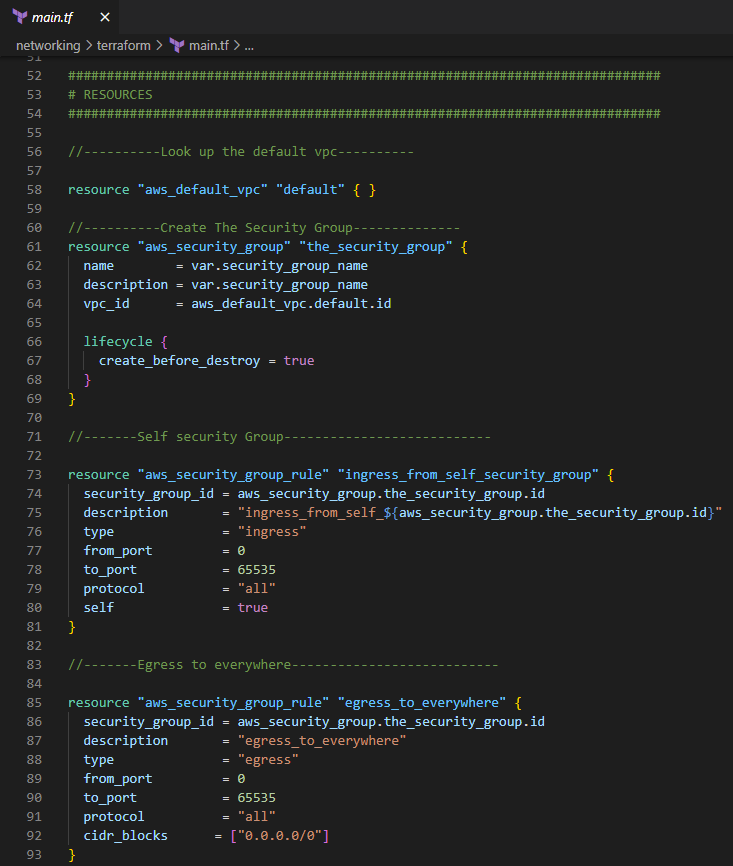 main.tf ×
networking > terraform > main.tf > ...
51
52 #############################################################################
53 # RESOURCES
54 #############################################################################
55
56 //----------Look up the default vpc----------
57
58 resource "aws_default_vpc" "default" { }
59
60 //----------Create The Security Group--------------
61 resource "aws_security_group" "the_security_group" {
62   name        = var.security_group_name
63   description = var.security_group_name
64   vpc_id      = aws_default_vpc.default.id
65
66   lifecycle {
67     create_before_destroy = true
68   }
69 }
70
71 //-------Self security Group---------------------------
72
73 resource "aws_security_group_rule" "ingress_from_self_security_group" {
74   security_group_id = aws_security_group.the_security_group.id
75   description       = "ingress_from_self_${aws_security_group.the_security_group.id}"
76   type              = "ingress"
77   from_port         = 0
78   to_port           = 65535
79   protocol          = "all"
80   self              = true
81 }
82
83 //-------Egress to everywhere---------------------------
84
85 resource "aws_security_group_rule" "egress_to_everywhere" {
86   security_group_id = aws_security_group.the_security_group.id
87   description       = "egress_to_everywhere"
88   type              = "egress"
89   from_port         = 0
90   to_port           = 65535
91   protocol          = "all"
92   cidr_blocks      = ["0.0.0.0/0"]
93 }